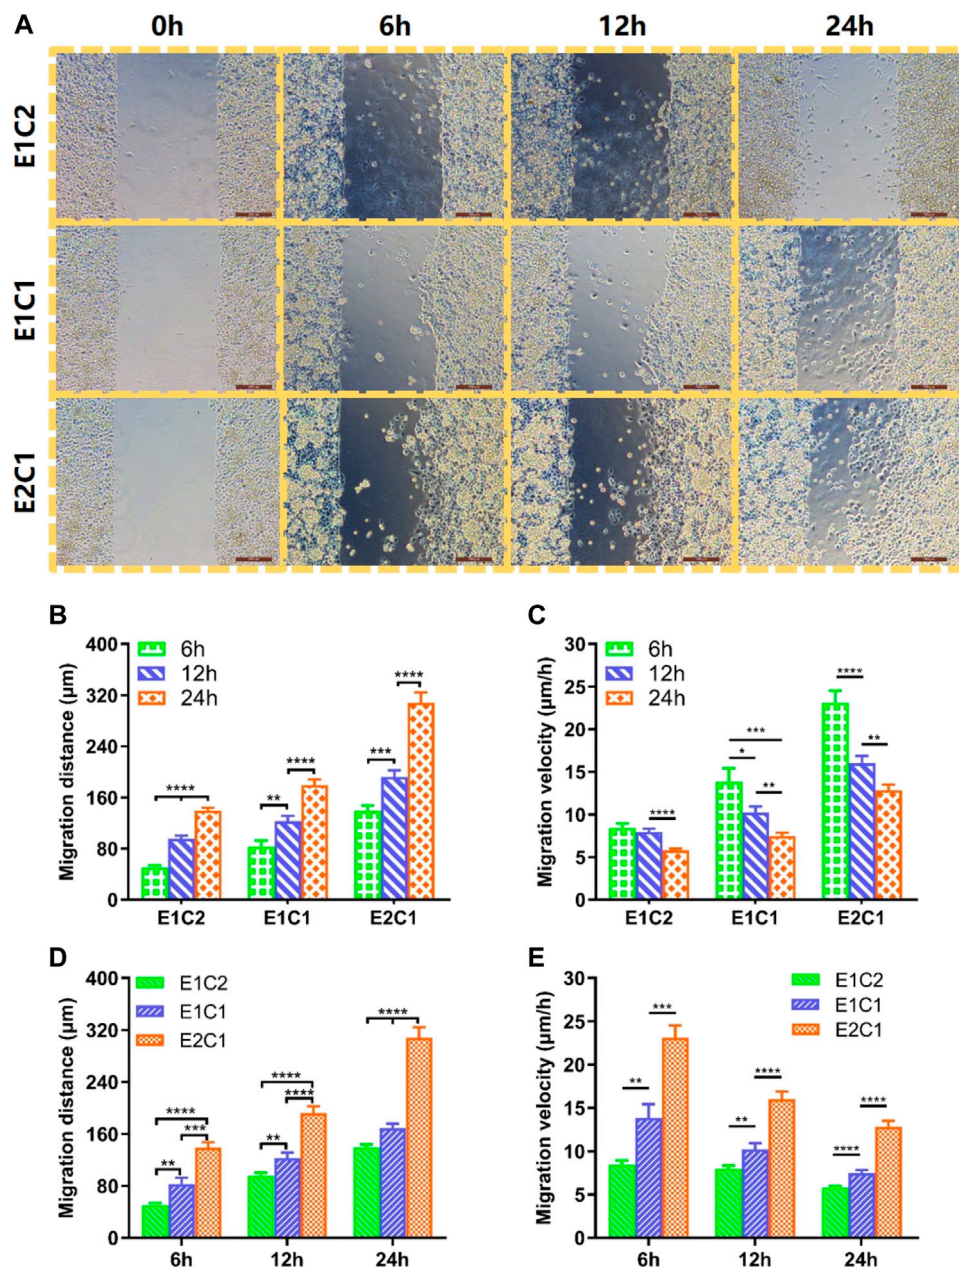 A
0h 6h 12h 24h
E1C2
E1C1
E2C1
B
400
320
240
160
80
0
Migration distance (μm)
6h
12h
24h
****
** ****
*** ****
E1C2 E1C1 E2C1
C
30
25
20
15
10
5
0
Migration velocity (μm/h)
6h
12h
24h
****
***
* **
**** **
E1C2 E1C1 E2C1
D
400
320
240
160
80
0
Migration distance (μm)
E1C2
E1C1
E2C1
****
** ***
****
** ****
****
6h 12h 24h
E
30
25
20
15
10
5
0
Migration velocity (μm/h)
E1C2
E1C1
E2C1
** ***
** ****
**** ****
6h 12h 24h